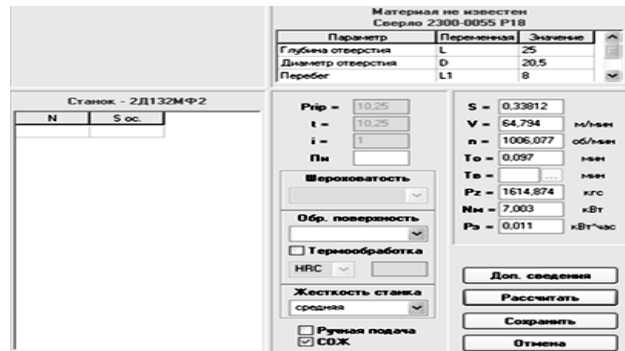 Материал не известен
Сверло 2300-0055 Р18
Параметр Переменная Значение
Глубина отверстия L 25
Диаметр отверстия D 20,5
Перебег L1 8
Станок - 2Д132МФ2
N S ос.
Prip = 10,25
t = 10,25
i = 1
Пн
Шероховатость
Обр. поверхность
Термообработка
HRC
Жесткость станка
средняя
Ручная подача
СОЖ
S = 0,33812
V = 64,794 м/мин
n = 1006,077 об/мин
То = 0,097 мин
Тв = ... мин
Pz = 1614,874 кгс
Nм = 7,003 кВт
Рэ = 0,011 кВт*час
Доп. сведения
Рассчитать
Сохранить
Отмена